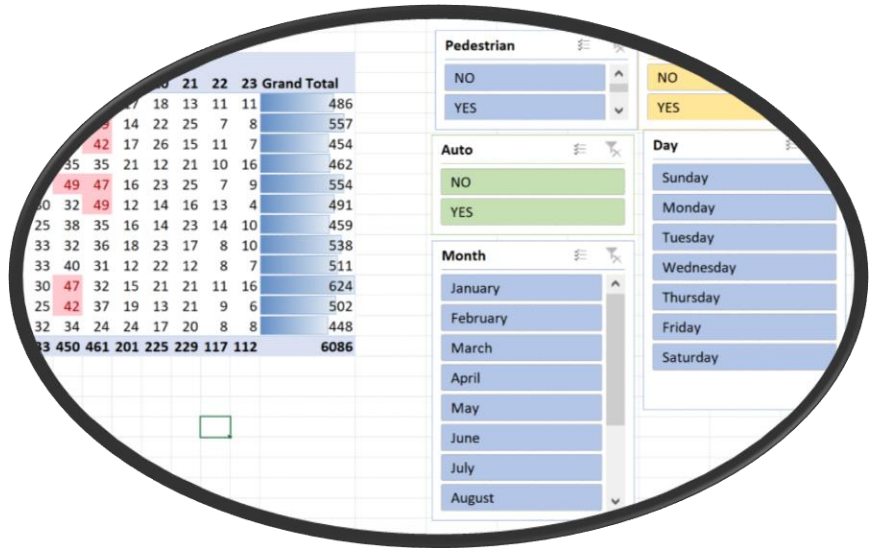 21 22 23 Grand Total
18 13 11 11 486
14 22 25 7 8 557
42 17 26 15 11 7 454
35 35 21 12 21 10 16 462
49 47 16 23 25 7 9 554
32 49 12 14 16 13 4 491
25 38 35 16 14 23 14 10 459
33 32 36 18 23 17 8 10 538
33 40 31 12 22 12 8 7 511
30 47 32 15 21 21 11 16 624
25 42 37 19 13 21 9 6 502
32 34 24 24 17 20 8 8 448
450 461 201 225 229 117 112 6086
Pedestrian
NO
YES
NO
YES
Auto
NO
YES
Day
Sunday
Monday
Tuesday
Wednesday
Thursday
Friday
Saturday
Month
January
February
March
April
May
June
July
August